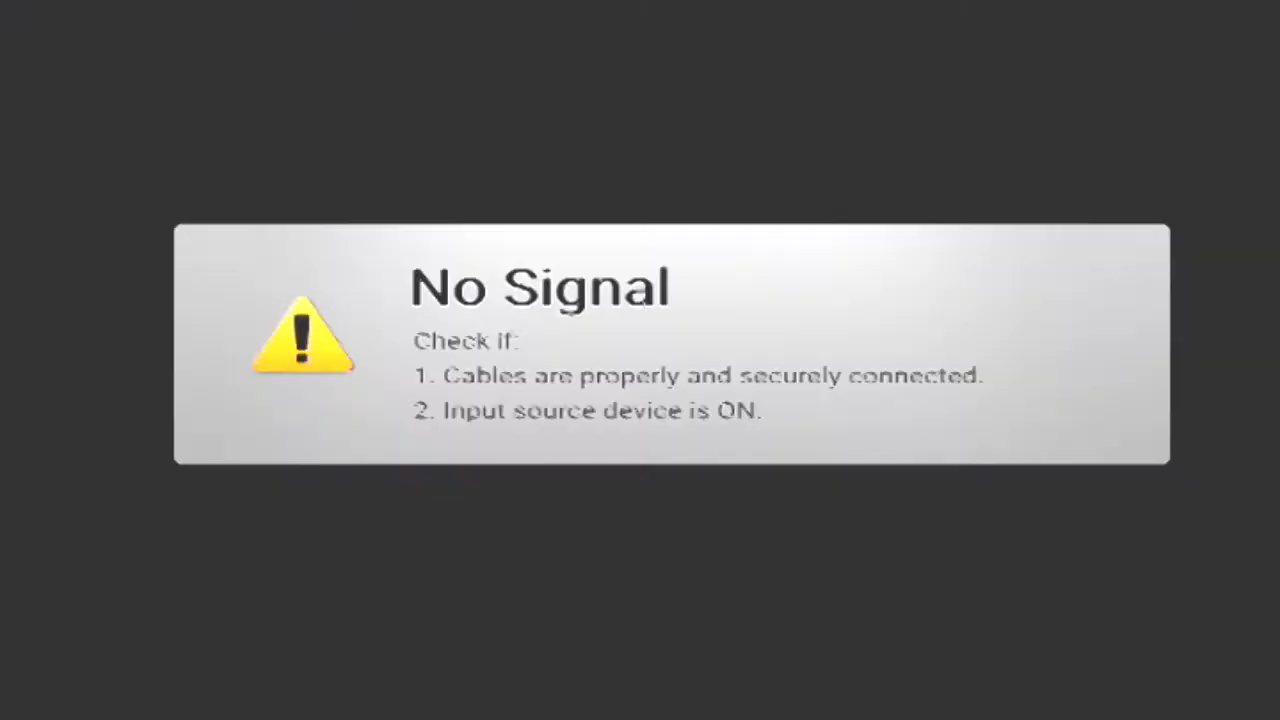 No Signal
Check if:
1. Cables are properly and securely connected.
2. Input source device is ON.